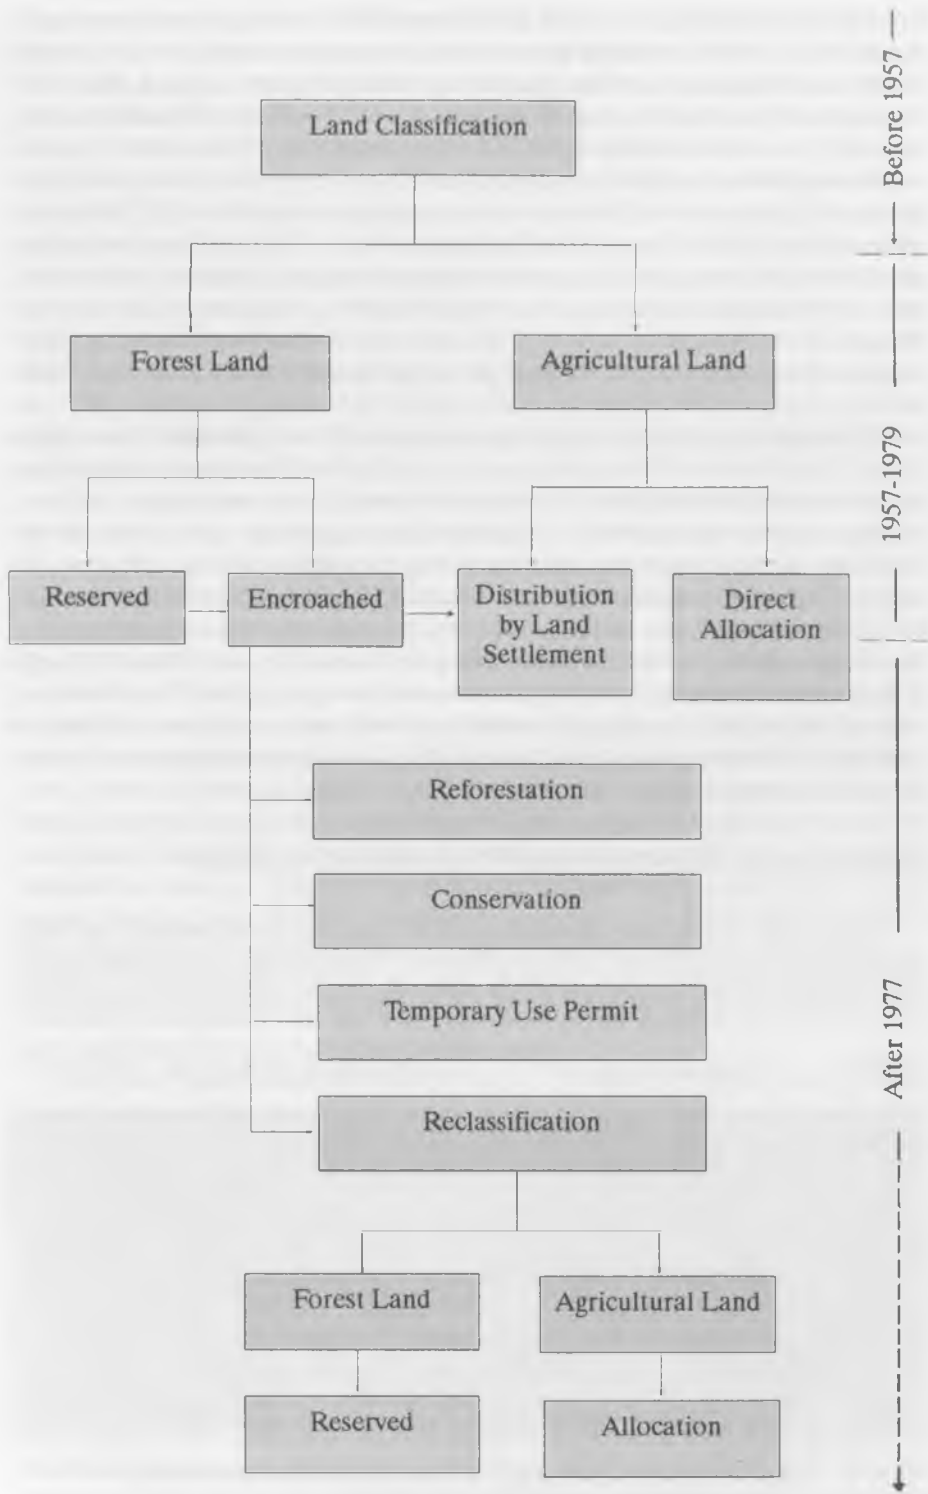 Land Classification
Before 1957
Forest Land
Agricultural Land
1957-1979
Reserved
Encroached
Distribution
by Land
Settlement
Direct
Allocation
Reforestation
Conservation
Temporary Use Permit
After 1977
Reclassification
Forest Land
Agricultural Land
Reserved
Allocation